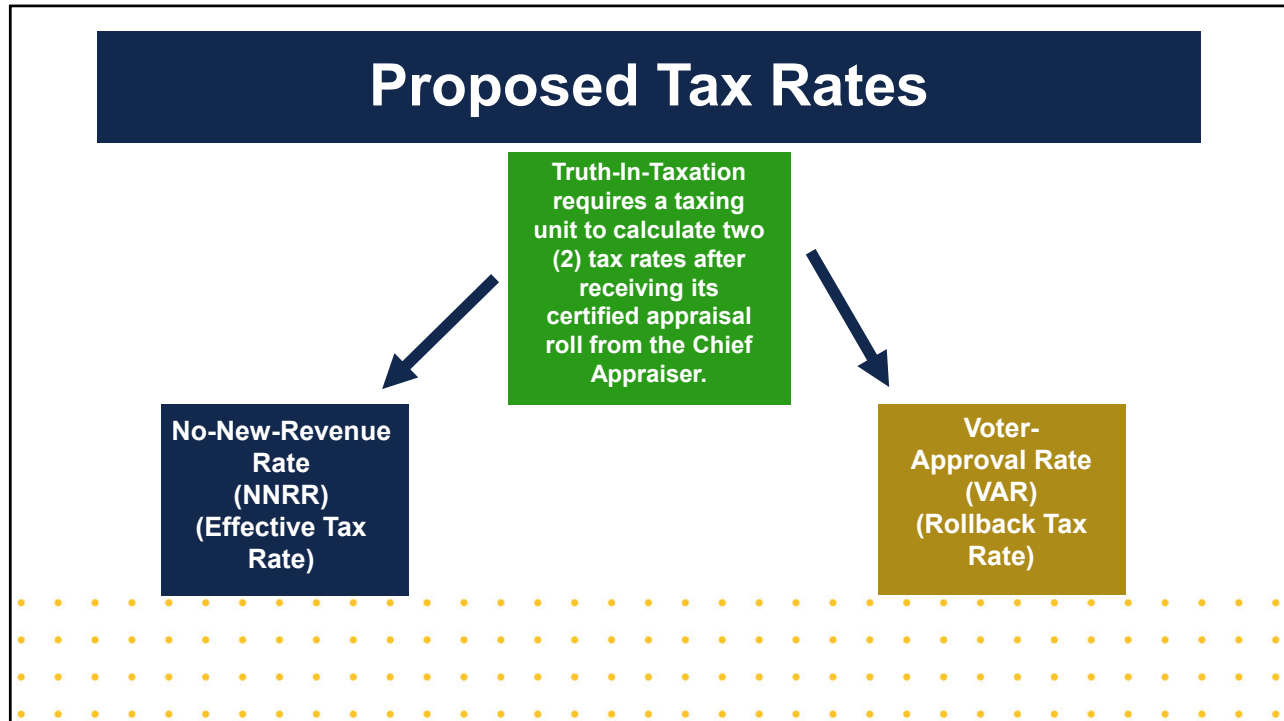 Proposed Tax Rates
Truth-In-Taxation
requires a taxing
unit to calculate two
(2) tax rates after
receiving its
certified appraisal
roll from the Chief
Appraiser.
No-New-Revenue
Rate
(NNRR)
(Effective Tax
Rate)
Voter-
Approval Rate
(VAR)
(Rollback Tax
Rate)